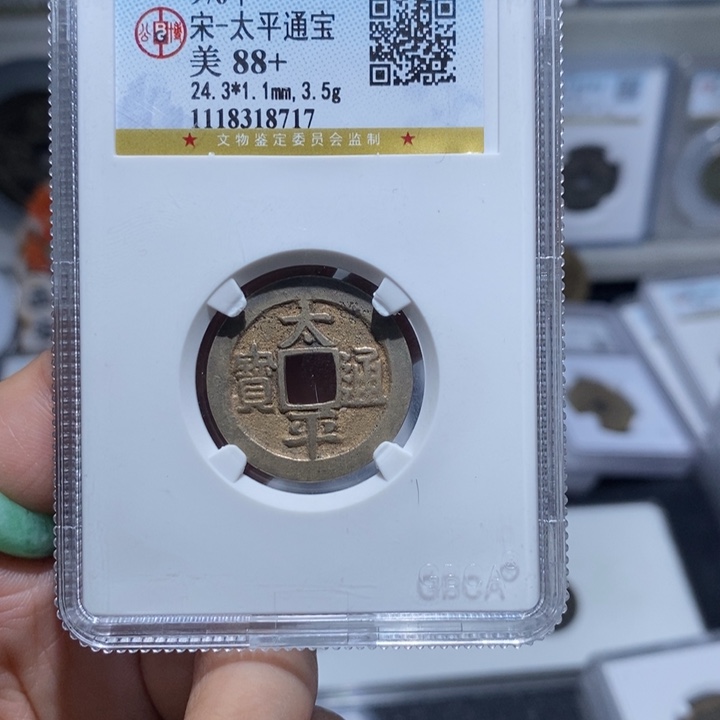 宋-太平通宝
美 88+
24.3*1.1mm,3.5g
1118318717
★ 文物鉴定委员会监制 ★
太平通寶
GBCA